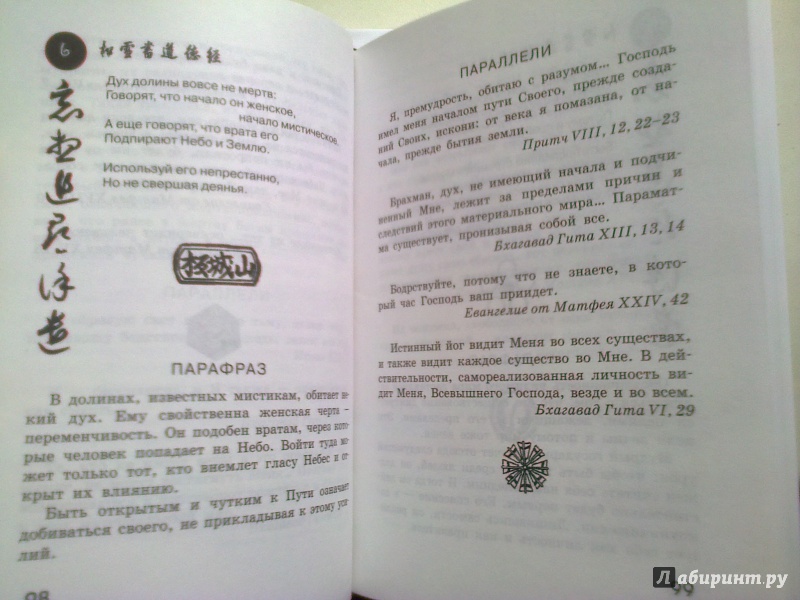 6
Дух долины вовсе не мертв:
Говорят, что начало он женское,
начало мистическое.
А еще говорят, что врата его
Подпирают Небо и Землю.
Используй его непрестанно,
Но не свершая деянья.
ПАРАФРАЗ
В долинах, известных мистикам, обитает не-
кий дух. Ему свойственна женская черта –
переменчивость. Он подобен вратам, через кото-
рые человек попадает на Небо. Войти туда мо-
жет только тот, кто внемлет гласу Небес и от-
крыт их влиянию.
Быть открытым и чутким к Пути означает
добиваться своего, не прикладывая к этому уси-
лий.
98
ПАРАЛЛЕЛИ
Я, премудрость, обитаю с разумом... Господь
имел меня началом пути Своего, прежде созда-
ний Своих, искони: от века я помазана, от на-
чала, прежде бытия земли.
Притч VIII, 12, 22–23
Брахман, дух, не имеющий начала и подчи-
ненный Мне, лежит за пределами причин и
следствий этого материального мира... Парамат-
ма существует, пронизывая собой все.
Бхагавад Гита XIII, 13, 14
Бодрствуйте, потому что не знаете, в кото-
рый час Господь ваш приидет.
Евангелие от Матфея XXIV, 42
Истинный йог видит Меня во всех существах,
и также видит каждое существо во Мне. В дей-
ствительности, самореализованная личность ви-
дит Меня, Всевышнего Господа, везде и во всем.
Бхагавад Гита VI, 29
99
Лабиринт.ру